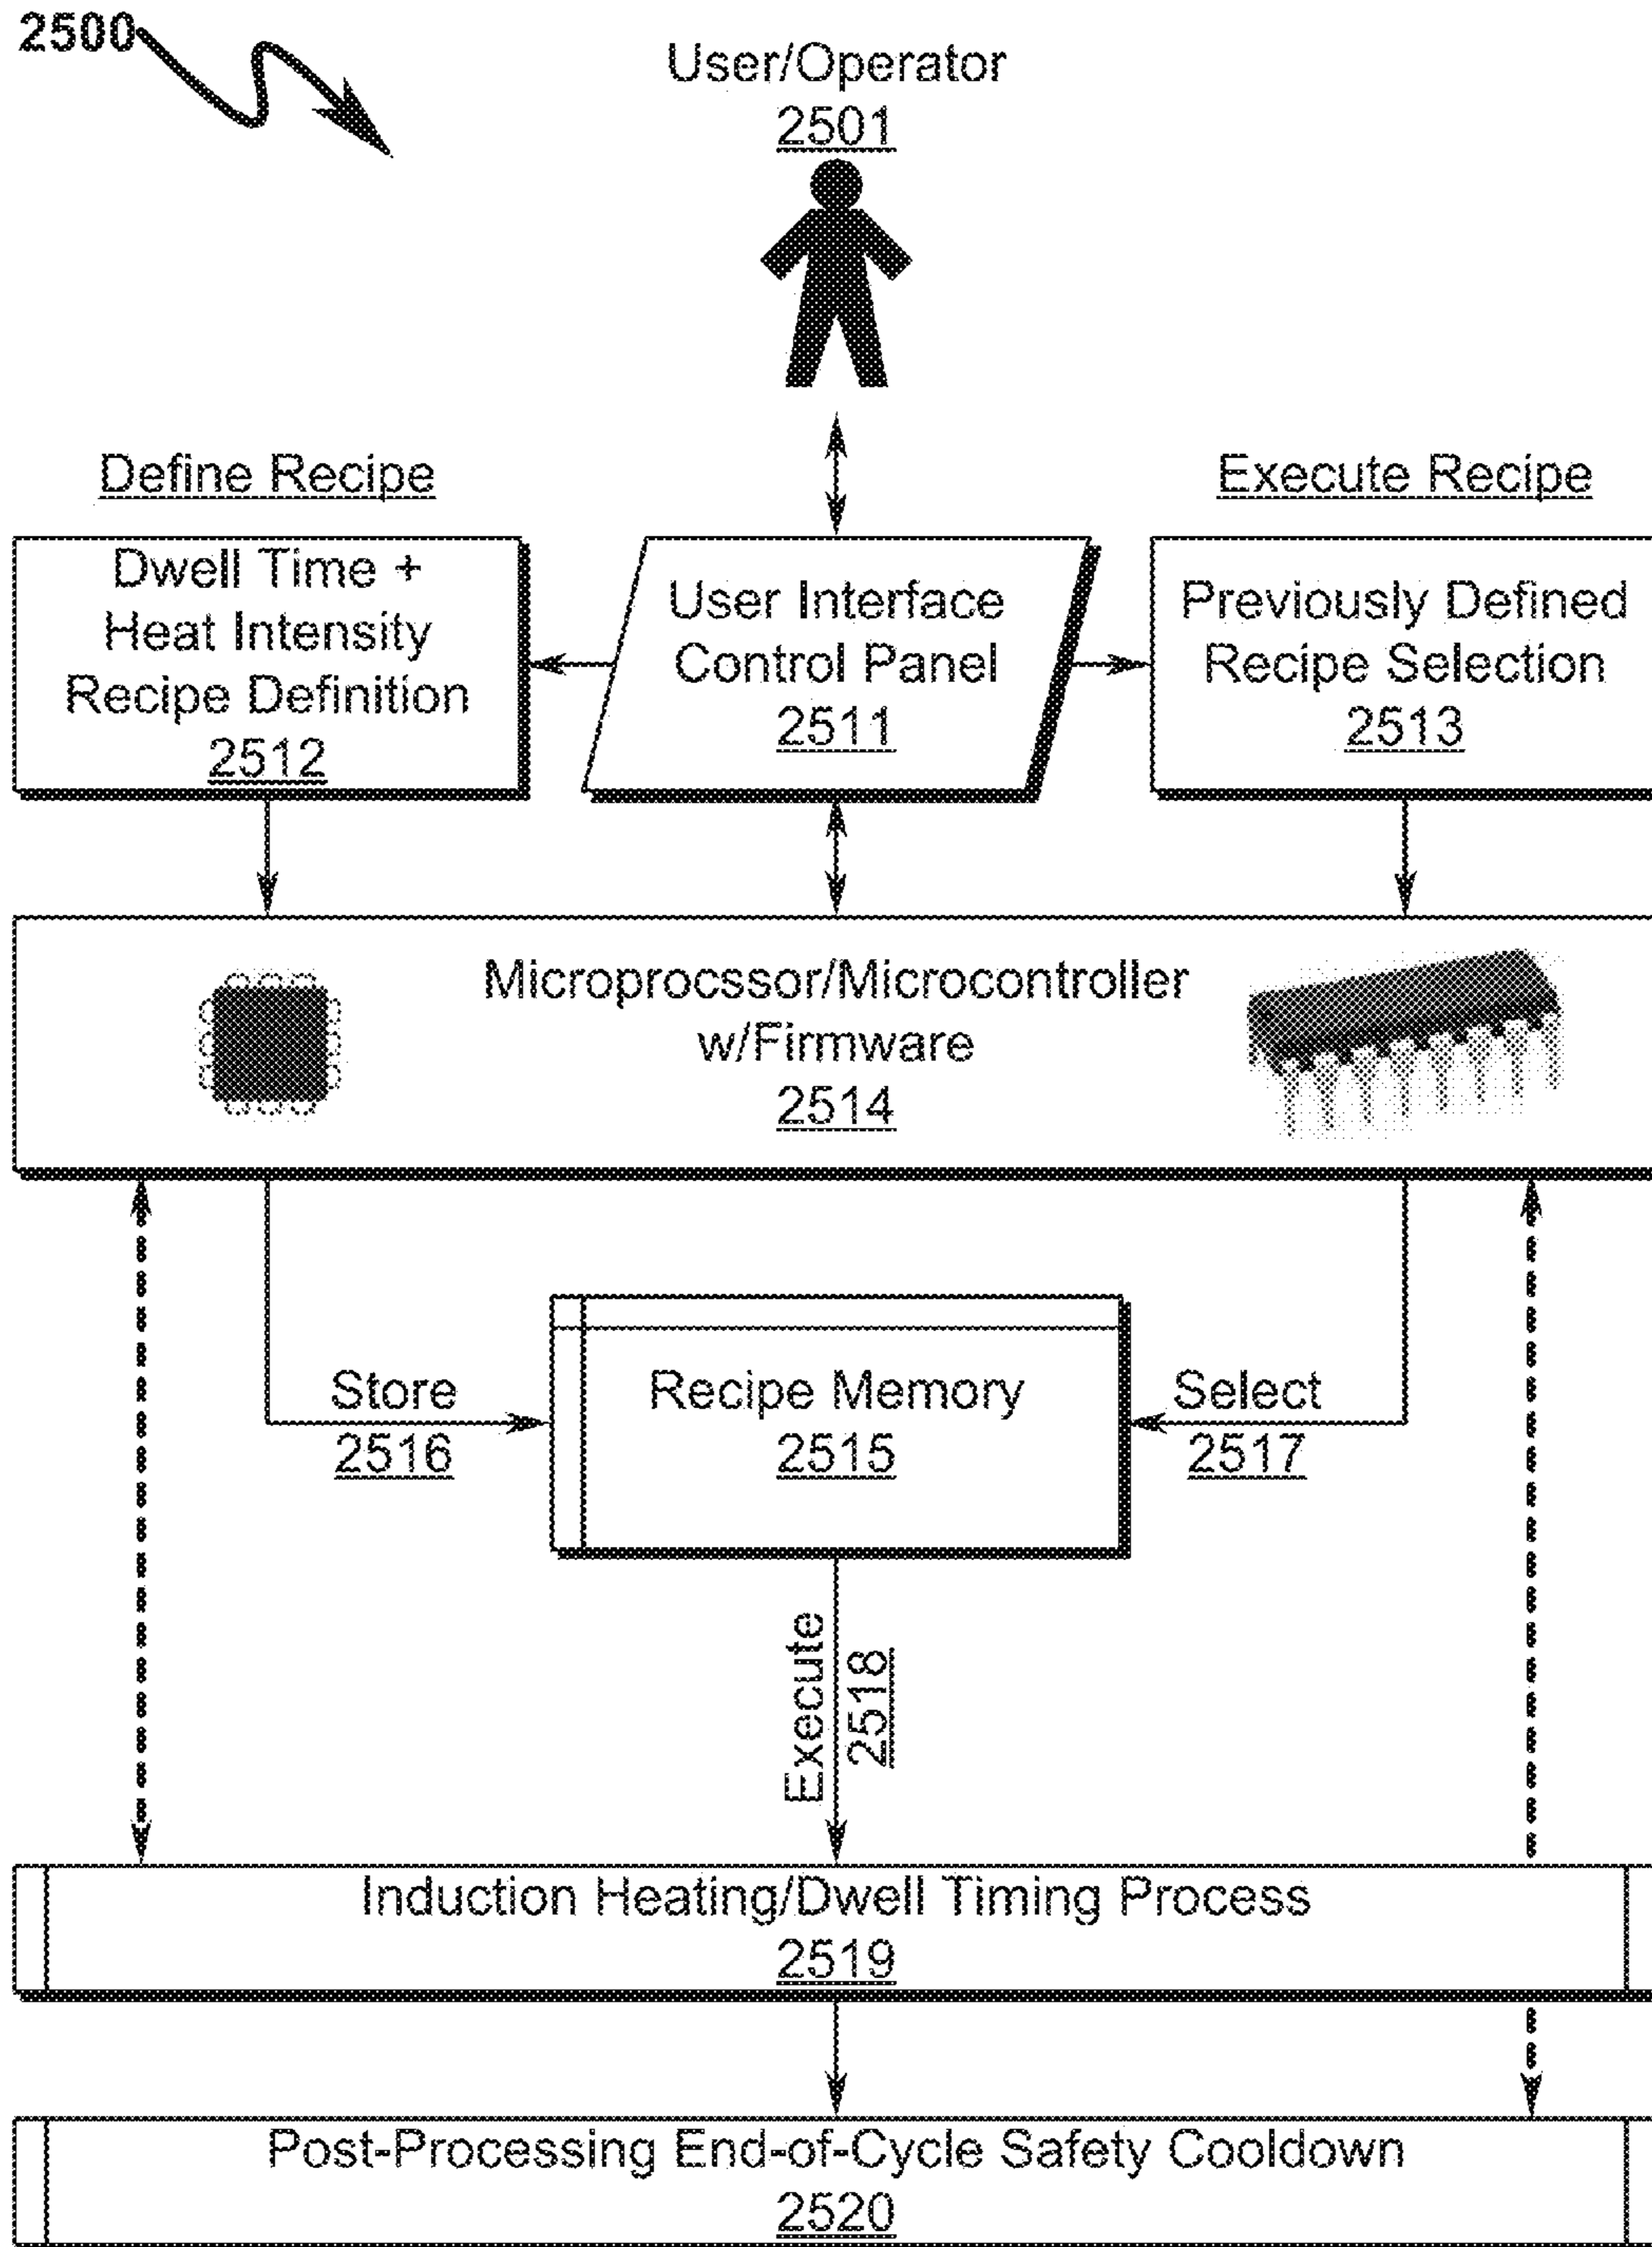 2500
User/Operator
2501
Define Recipe
Execute Recipe
Dwell Time +
Heat Intensity
Recipe Definition
2512
User Interface
Control Panel
2511
Previously Defined
Recipe Selection
2513
Microprocssor/Microcontroller
w/Firmware
2514
Store
2516
Recipe Memory
2515
Select
2517
Execute
2518
Induction Heating/Dwell Timing Process
2519
Post-Processing End-of-Cycle Safety Cooldown
2520